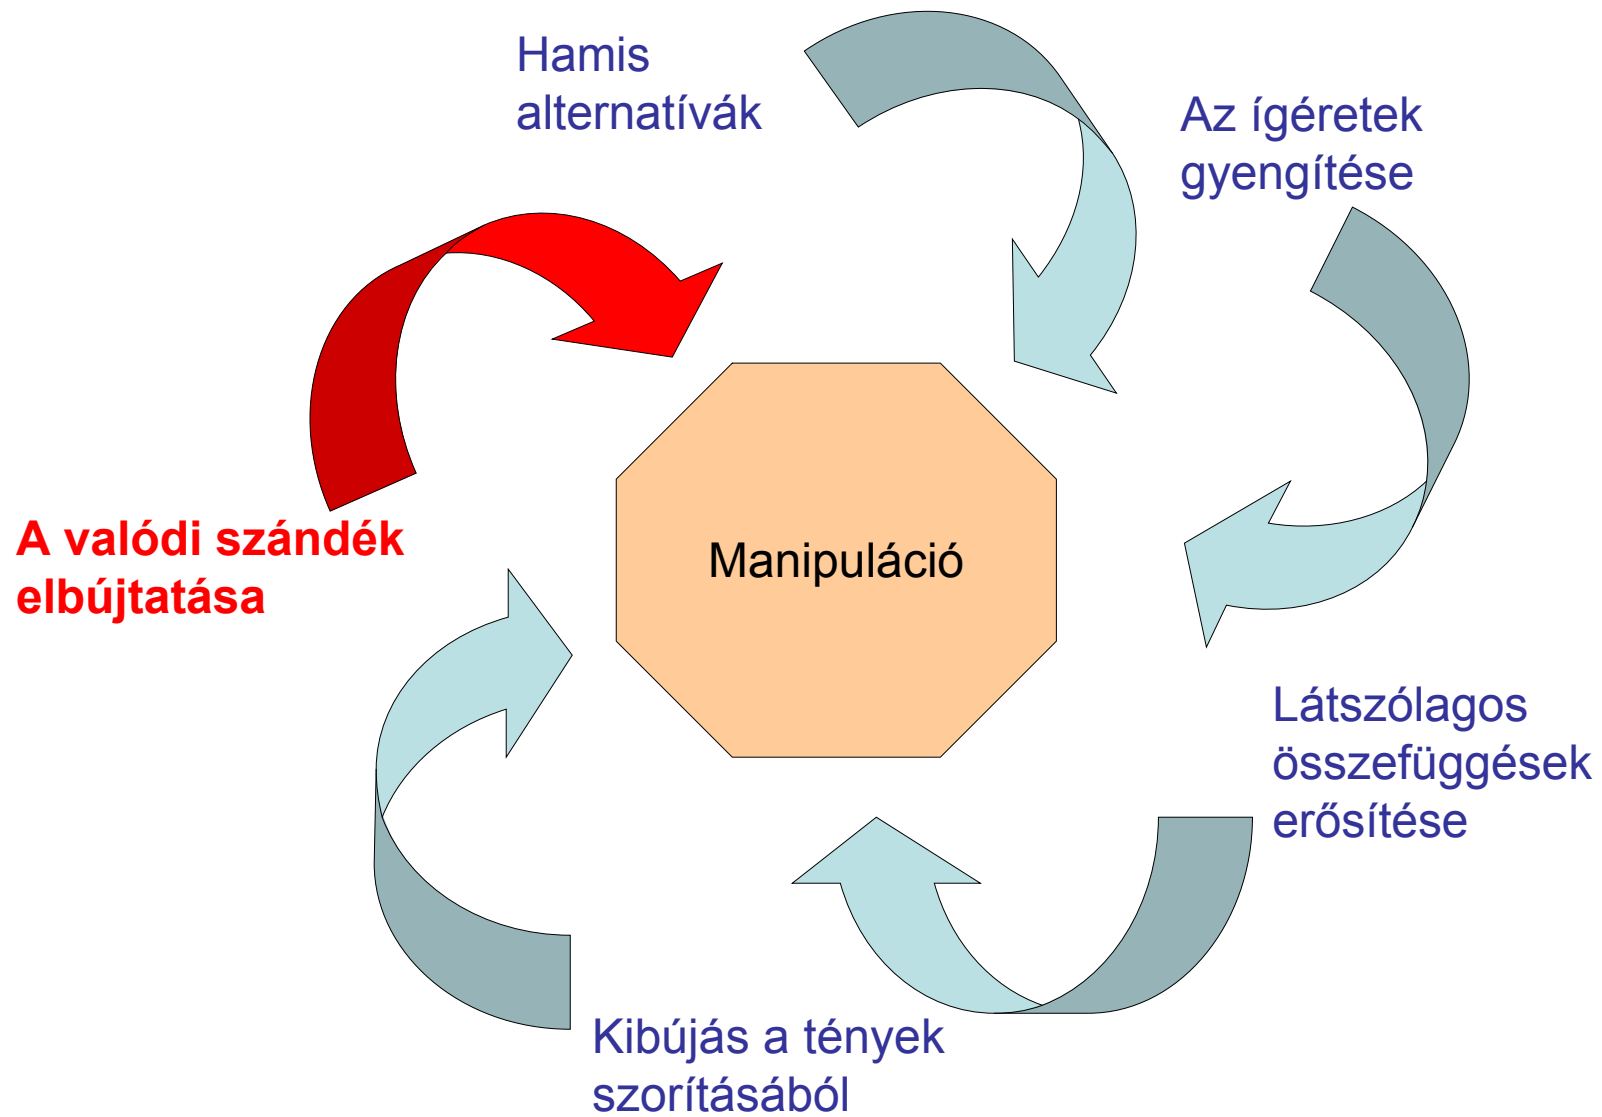 Hamis
alternatívák
Az ígéretek
gyengítése
A valódi szándék
elbújtatása
Manipuláció
Látszólagos
összefüggések
erősítése
Kibújás a tények
szorításából